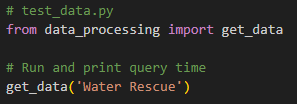 # test_data.py
from data_processing import get_data
# Run and print query time
get_data('Water Rescue')